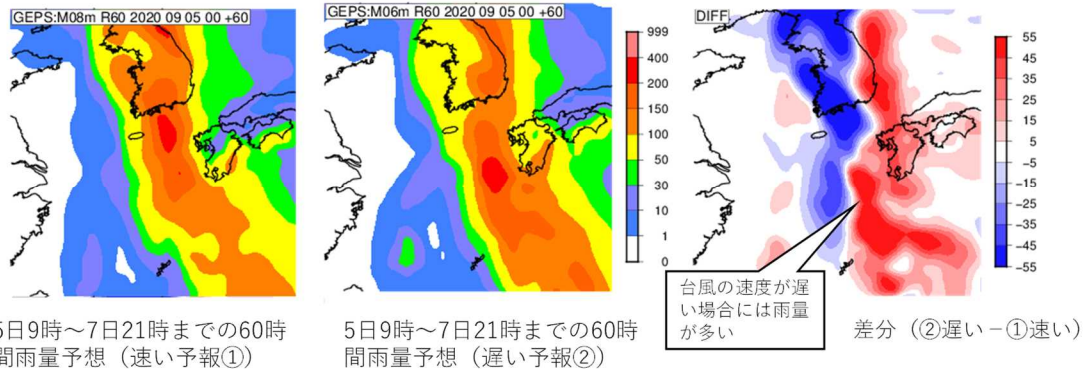 GEPS:M08m R60 2020 09 05 00 +60
GEPS:M06m R60 2020 09 05 00 +60
DIFF.
999
400
200
150
100
50
30
10
1
0
55
45
35
25
15
5
-5
-15
-25
-35
-45
-55
台風の速度が遅
い場合には雨量
が多い
5日9時～7日21時までの60時
間雨量予想（速い予報①）
5日9時～7日21時までの60時
間雨量予想（遅い予報②）
差分（②遅い－①速い）